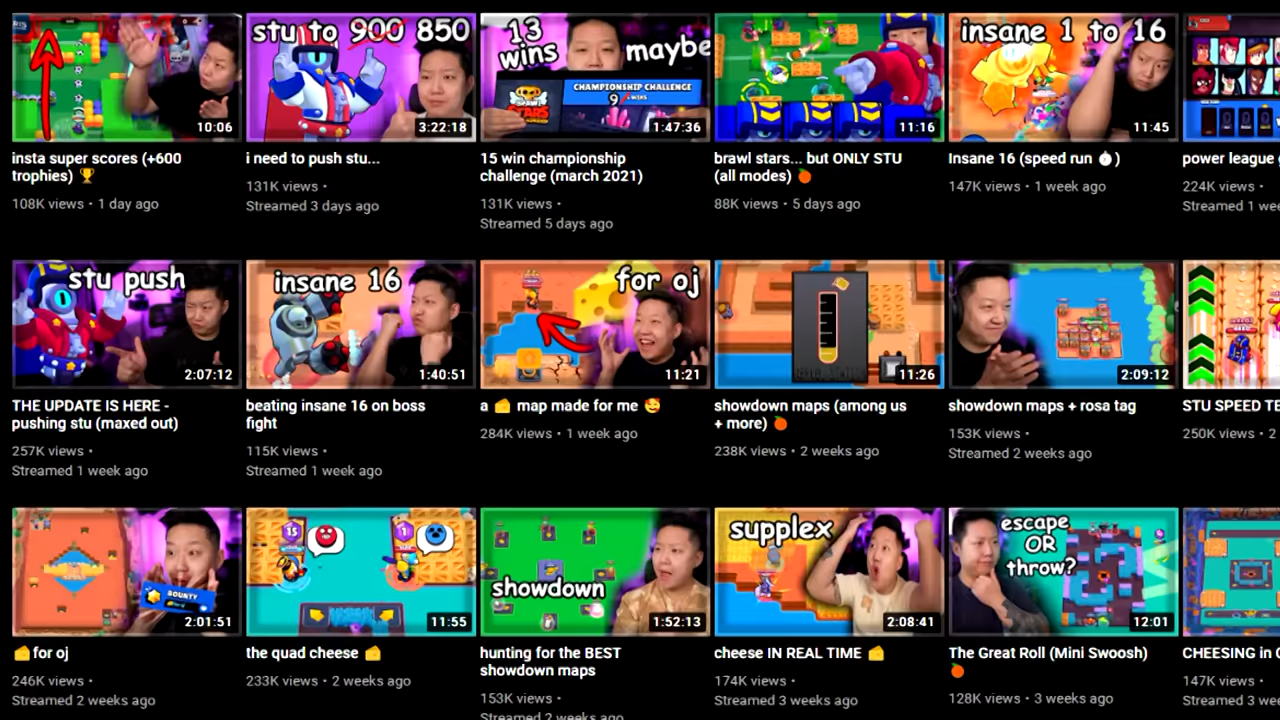 stu to 900 850
13
wins
maybe
CHAMPIONSHIP CHALLENGE
9
WINS
BRAWL
STARS
insane 1 to 16
10:06
3:22:18
1:47:36
11:16
11:45
insta super scores (+600
trophies) 🏆
108K views • 1 day ago
i need to push stu...
131K views •
Streamed 3 days ago
15 win championship
challenge (march 2021)
131K views •
Streamed 5 days ago
brawl stars... but ONLY STU
(all modes) 🍊
88K views • 5 days ago
Insane 16 (speed run ⏱)
147K views • 1 week ago
power league
224K views •
Streamed 1 wee
stu push
insane 16
for oj
2:07:12
1:40:51
11:21
11:26
2:09:12
THE UPDATE IS HERE -
pushing stu (maxed out)
257K views •
Streamed 1 week ago
beating insane 16 on boss
fight
115K views •
Streamed 1 week ago
a 🧀 map made for me 🥰
284K views • 1 week ago
showdown maps (among us
+ more) 🍊
238K views • 2 weeks ago
showdown maps + rosa tag
153K views •
Streamed 2 weeks ago
STU SPEED TE
250K views • 2
BOUNTY
15
1
showdown
supplex
escape
OR
throw?
2:01:51
11:55
1:52:13
2:08:41
12:01
🧀for oj
246K views •
Streamed 2 weeks ago
the quad cheese 🧀
233K views • 2 weeks ago
hunting for the BEST
showdown maps
153K views •
Streamed 2 weeks ago
cheese IN REAL TIME 🧀
174K views •
Streamed 3 weeks ago
The Great Roll (Mini Swoosh)
🍊
128K views • 3 weeks ago
CHEESING in
147K views •
Streamed 3 wee